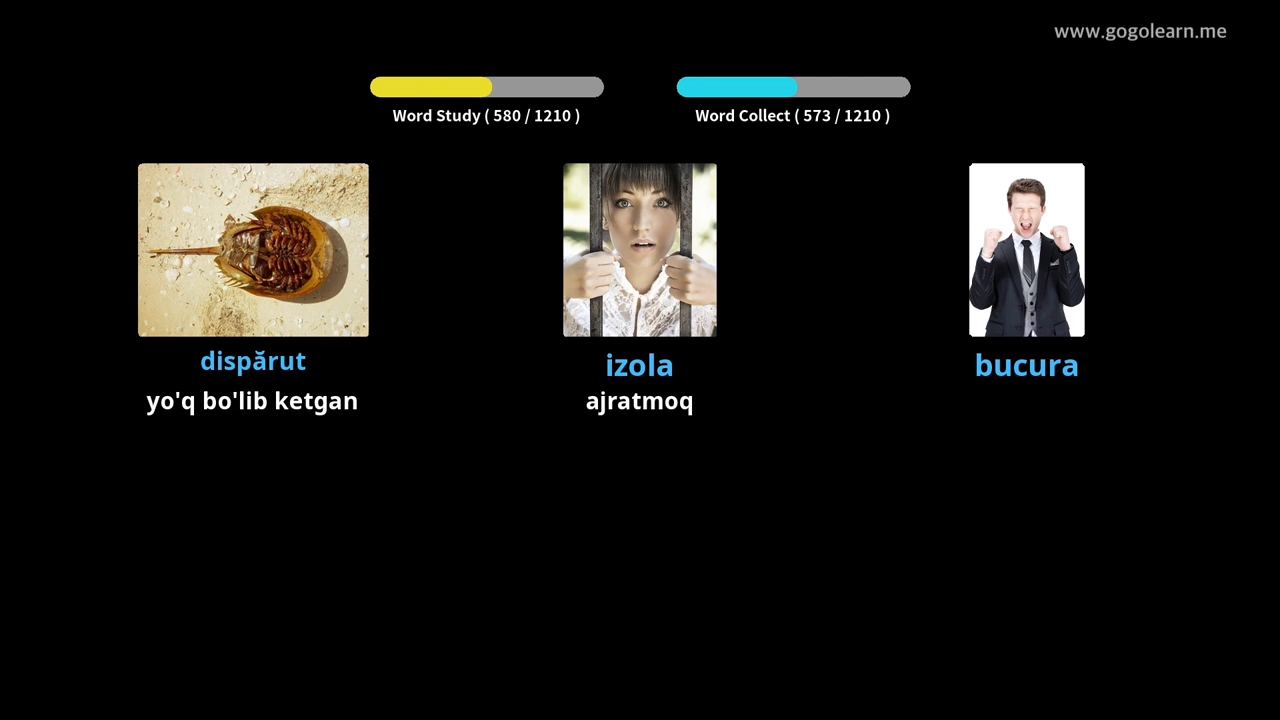 www.gogolearn.me
Word Study ( 580 / 1210 )
Word Collect ( 573 / 1210 )
dispărut
yo'q bo'lib ketgan
izola
ajratmoq
bucura